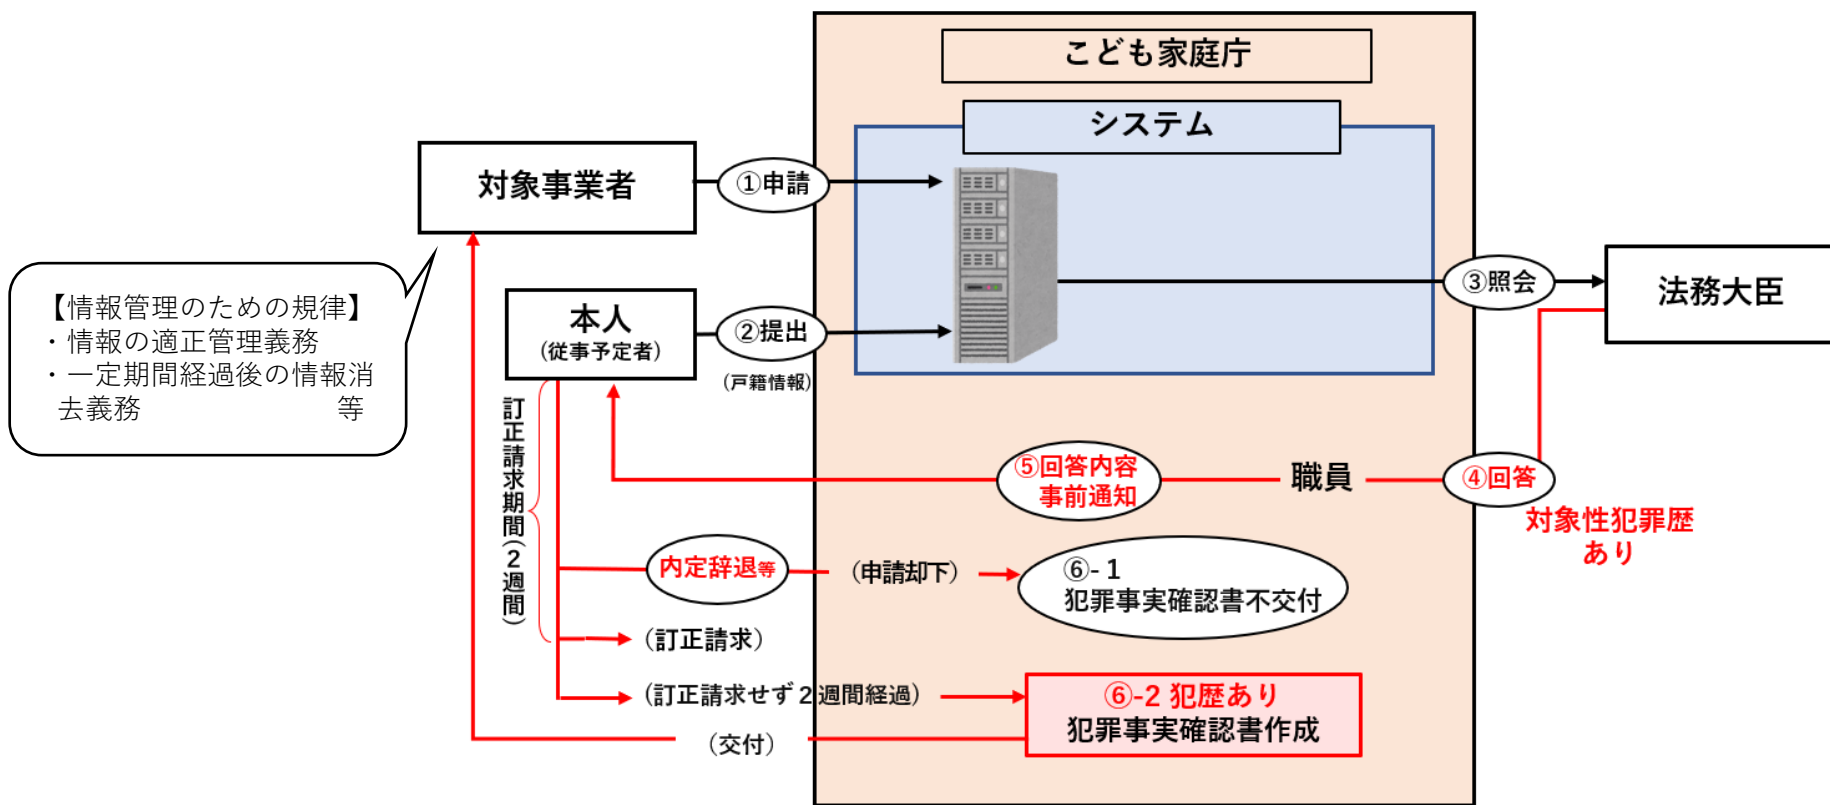 こども家庭庁
システム
対象事業者
①申請
【情報管理のための規律】
・情報の適正管理義務
・一定期間経過後の情報消
去義務 等
本人
(従事予定者)
②提出
(戸籍情報)
③照会
法務大臣
訂正請求期間(2週間)
⑤回答内容
事前通知
職員
④回答
対象性犯罪歴
あり
内定辞退等
(申請却下)
⑥-1
犯罪事実確認書不交付
(訂正請求)
(訂正請求せず2週間経過)
⑥-2 犯歴あり
犯罪事実確認書作成
(交付)